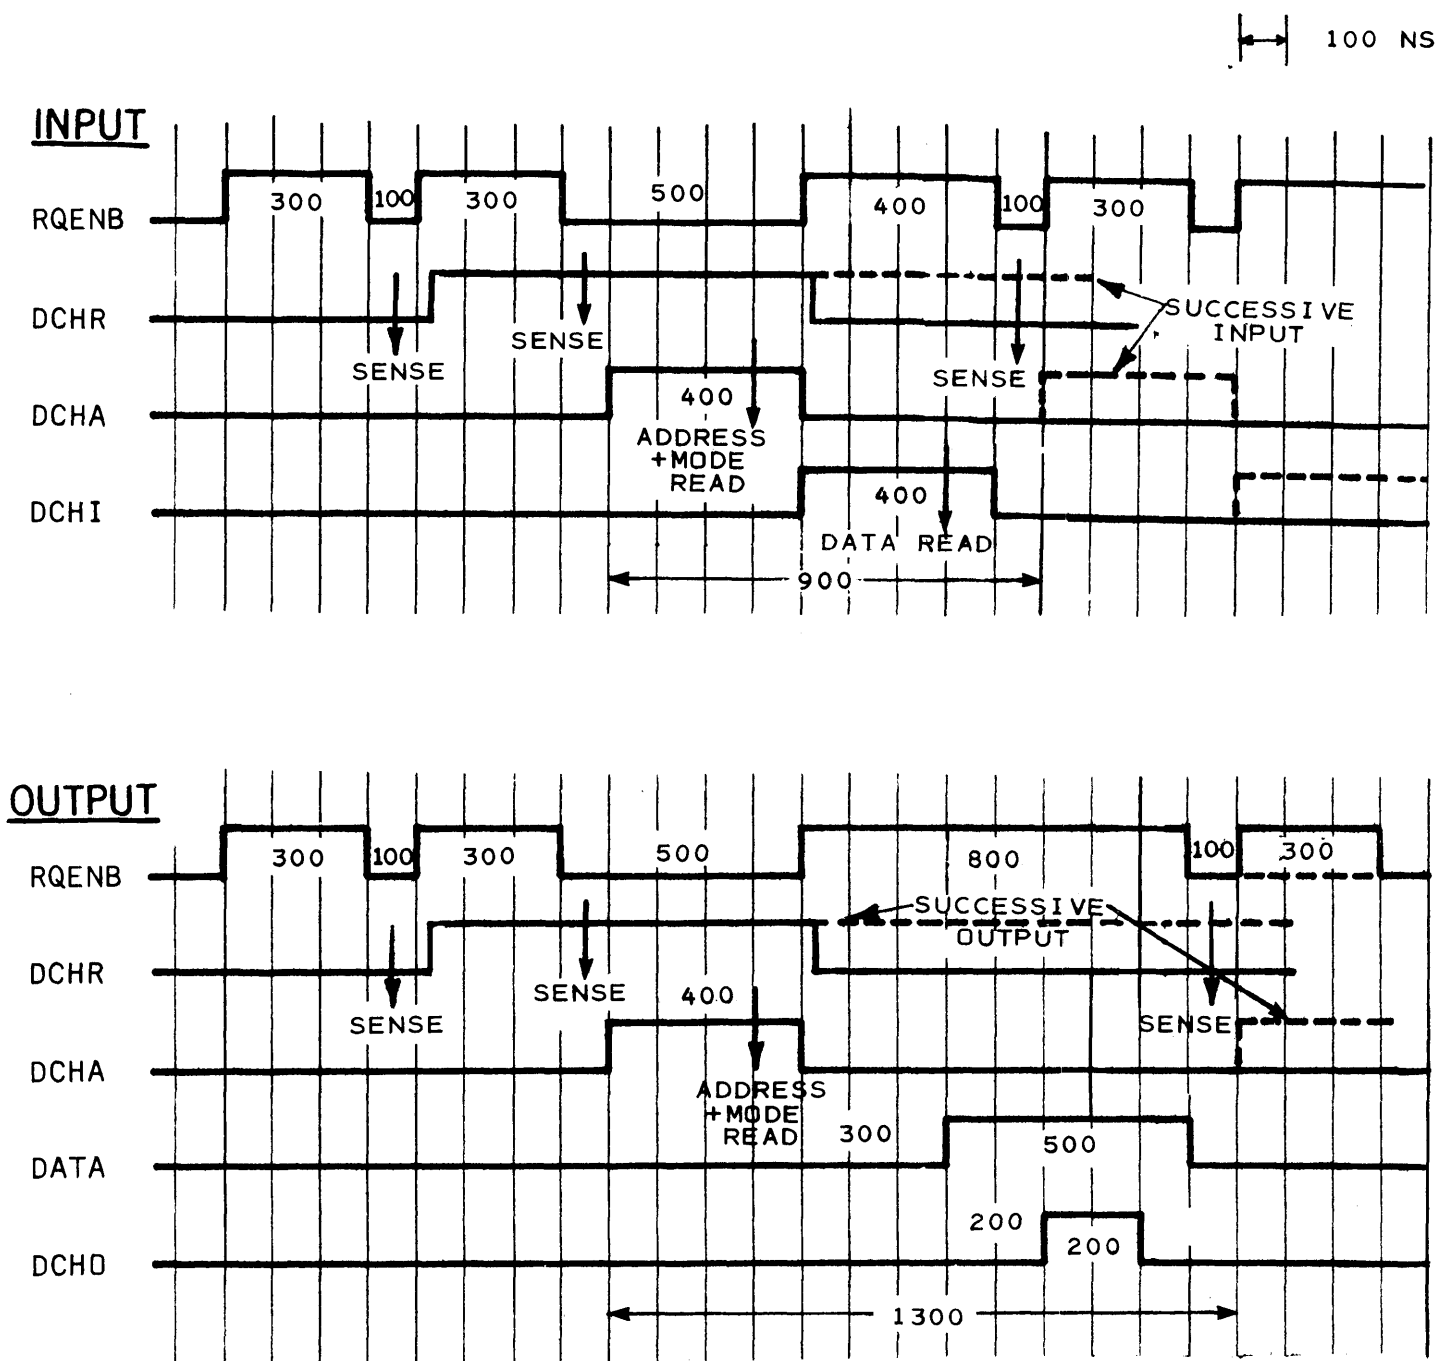 100 NS
INPUT
RQENB
300
100
300
500
400
100
300
DCHR
SENSE
SENSE
SENSE
SUCCESSIVE
INPUT
DCHA
400
ADDRESS
+MODE
READ
DCHI
400
DATA READ
900
OUTPUT
RQENB
300
100
300
500
800
100
300
DCHR
SENSE
SENSE
SUCCESSIVE
OUTPUT
SENSE
DCHA
400
ADDRESS
+MODE
READ
DATA
300
500
DCHO
200
200
1300